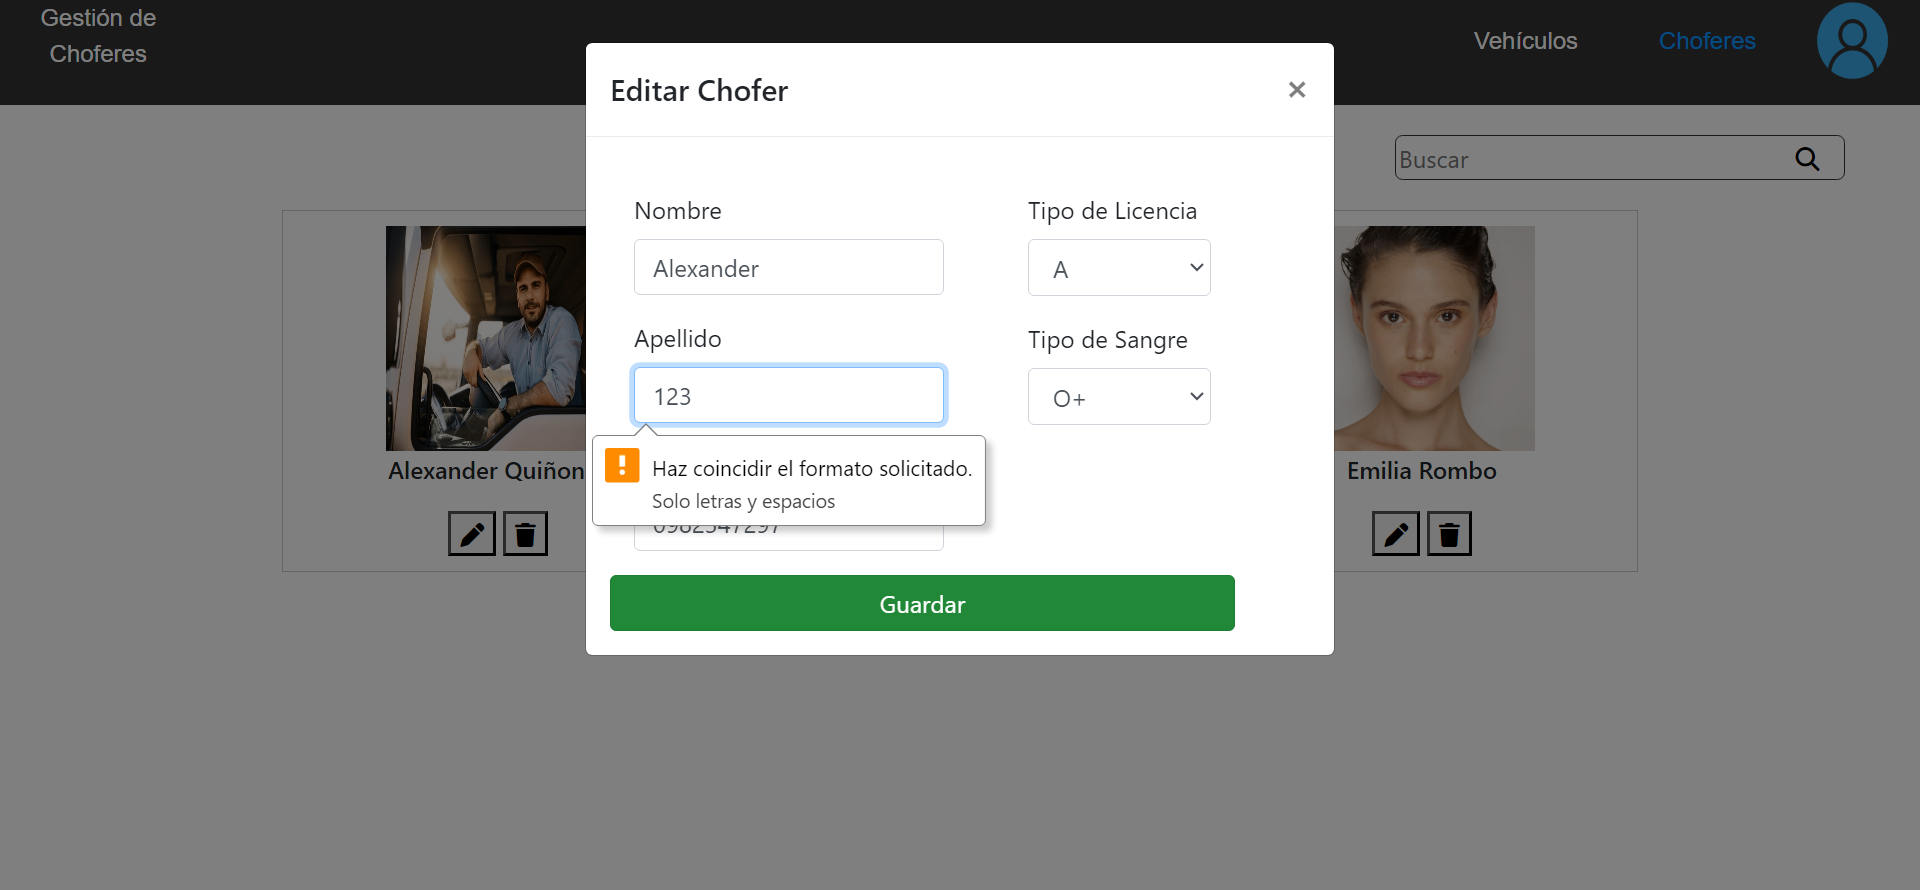 Gestión de
Choferes
Vehículos
Choferes
Editar Chofer
×
Buscar
Nombre
Alexander
Tipo de Licencia
A
Apellido
123
Tipo de Sangre
O+
Haz coincidir el formato solicitado.
Solo letras y espacios
Guardar
Alexander Quiñon
Emilia Rombo